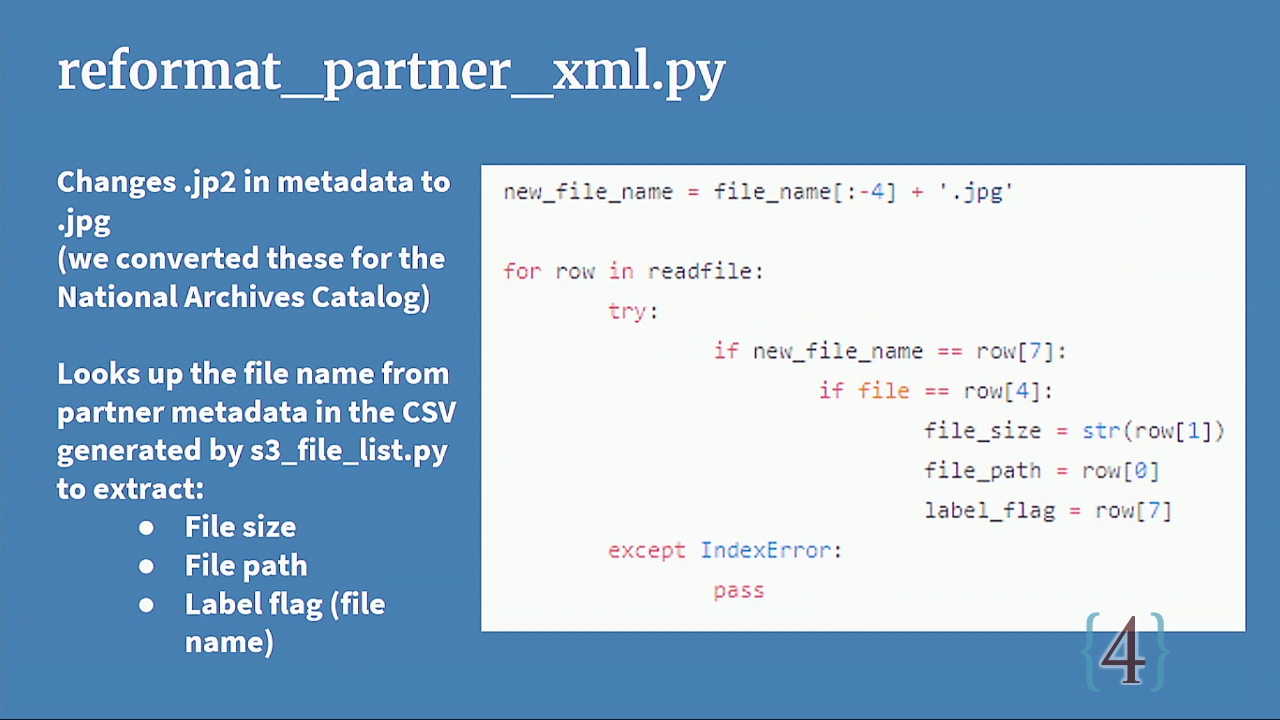 reformat_partner_xml.py
Changes .jp2 in metadata to
.jpg
(we converted these for the
National Archives Catalog)
Looks up the file name from
partner metadata in the CSV
generated by s3_file_list.py
to extract:
● File size
● File path
● Label flag (file
name)
new_file_name = file_name[:-4] + '.jpg'
for row in readfile:
try:
if new_file_name == row[7]:
if file == row[4]:
file_size = str(row[1])
file_path = row[0]
label_flag = row[7]
except IndexError:
pass
{4}